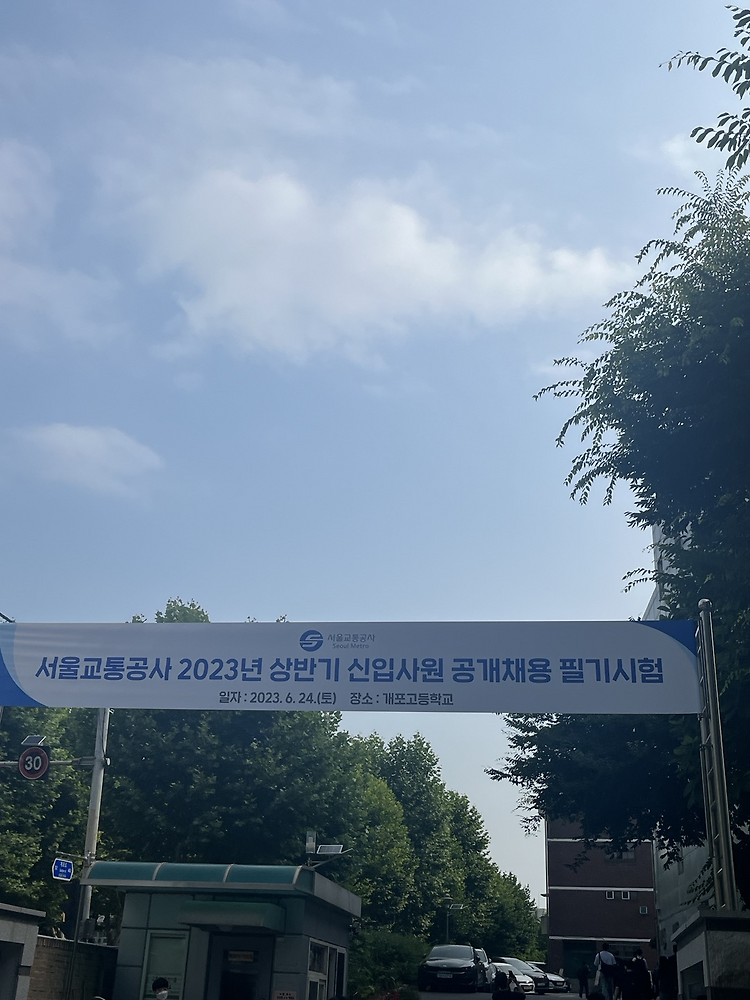 서울교통공사
Seoul Metro
서울교통공사 2023년 상반기 신입사원 공개채용 필기시험
일자 : 2023. 6. 24.(토) 장소 : 개포고등학교
30